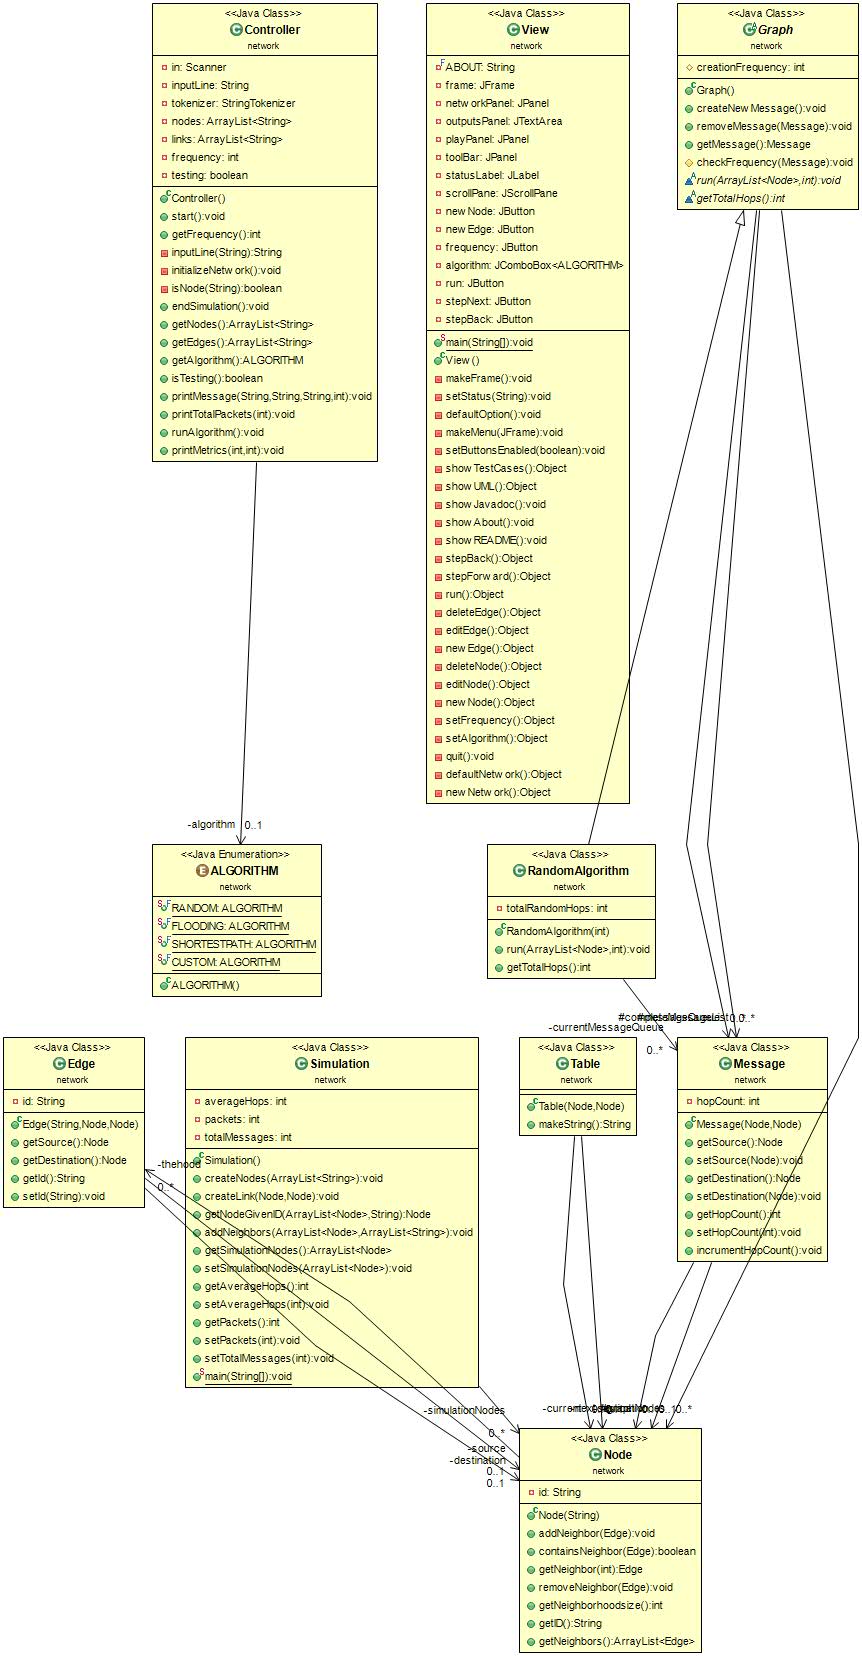 <<Java Class>>
Controller
network
in: Scanner
inputLine: String
tokenizer: StringTokenizer
nodes: ArrayList<String>
links: ArrayList<String>
frequency: int
testing: boolean
Controller()
start():void
getFrequency():int
inputLine(String):String
initializeNetwork():void
isNode(String):boolean
endSimulation():void
getNodes():ArrayList<String>
getEdges():ArrayList<String>
getAlgorithm():ALGORITHM
isTesting():boolean
printMessage(String,String,String,int):void
printTotalPackets(int):void
runAlgorithm():void
printMetrics(int,int):void
<<Java Class>>
View
network
ABOUT: String
frame: JFrame
networkPanel: JPanel
outputsPanel: JTextArea
playPanel: JPanel
toolBar: JPanel
statusLabel: JLabel
scrollPane: JScrollPane
newNode: JButton
newEdge: JButton
frequency: JButton
algorithm: JComboBox<ALGORITHM>
run: JButton
stepNext: JButton
stepBack: JButton
main(String[]):void
View()
makeFrame():void
setStatus(String):void
defaultOption():void
makeMenu(JFrame):void
setButtonsEnabled(boolean):void
showTestCases():Object
showUML():Object
showJavadoc():void
showAbout():void
showREADME():void
stepBack():Object
stepForward():Object
run():Object
deleteEdge():Object
editEdge():Object
newEdge():Object
deleteNode():Object
editNode():Object
newNode():Object
setFrequency():Object
setAlgorithm():Object
quit():void
defaultNetwork():Object
newNetwork():Object
<<Java Class>>
Graph
network
creationFrequency: int
Graph()
createNewMessage():void
removeMessage(Message):void
getMessage():Message
checkFrequency(Message):void
run(ArrayList<Node>,int):void
getTotalHops():int
-algorithm 0..1
<<Java Enumeration>>
ALGORITHM
network
RANDOM: ALGORITHM
FLOODING: ALGORITHM
SHORTESTPATH: ALGORITHM
CUSTOM: ALGORITHM
ALGORITHM()
<<Java Class>>
RandomAlgorithm
network
totalRandomHops: int
RandomAlgorithm(int)
run(ArrayList<Node>,int):void
getTotalHops():int
-currentMessageQueue
0..*
<<Java Class>>
Edge
network
id: String
Edge(String,Node,Node)
getSource():Node
getDestination():Node
getId():String
setId(String):void
-thehood
0..*
<<Java Class>>
Simulation
network
averageHops: int
packets: int
totalMessages: int
Simulation()
createNodes(ArrayList<String>):void
createLink(Node,Node):void
getNodeGivenID(ArrayList<Node>,String):Node
addNeighbors(ArrayList<Node>,ArrayList<String>):void
getSimulationNodes():ArrayList<Node>
setSimulationNodes(ArrayList<Node>):void
getAverageHops():int
setAverageHops(int):void
getPackets():int
setPackets(int):void
setTotalMessages(int):void
main(String[]):void
<<Java Class>>
Table
network
Table(Node,Node)
makeString():String
<<Java Class>>
Message
network
hopCount: int
Message(Node,Node)
getSource():Node
setSource(Node):void
getDestination():Node
setDestination(Node):void
getHopCount():int
setHopCount(int):void
incrumentHopCount():void
-simulationNodes
0..*
-source
-destination
0..1
0..1
<<Java Class>>
Node
network
id: String
Node(String)
addNeighbor(Edge):void
containsNeighbor(Edge):boolean
getNeighbor(int):Edge
removeNeighbor(Edge):void
getNeighborhoodsize():int
getID():String
getNeighbors():ArrayList<Edge>